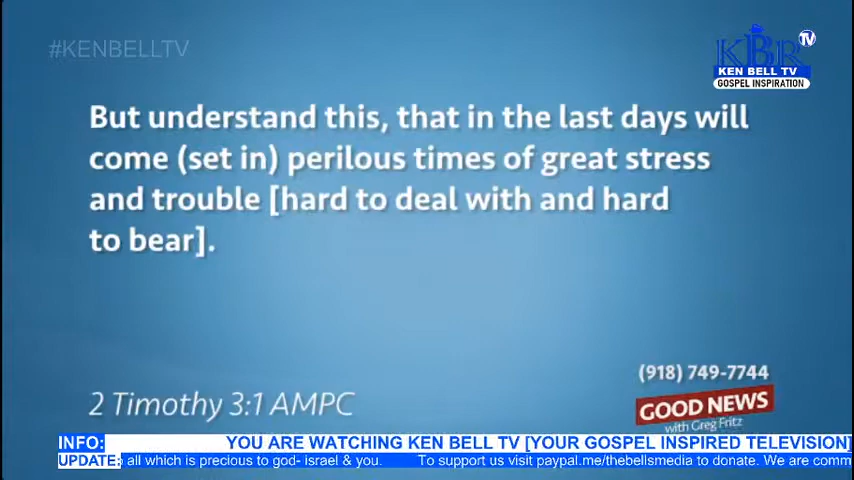 #KENBELLTV
KBR
TV
KEN BELL TV
GOSPEL INSPIRATION
But understand this, that in the last days will
come (set in) perilous times of great stress
and trouble [hard to deal with and hard
to bear].
2 Timothy 3:1 AMPC
(918) 749-7744
GOOD NEWS
with Greg Fritz
INFO: YOU ARE WATCHING KEN BELL TV [YOUR GOSPEL INSPIRED TELEVISION]
UPDATE: all which is precious to god- israel & you. To support us visit paypal.me/thebellsmedia to donate. We are comm